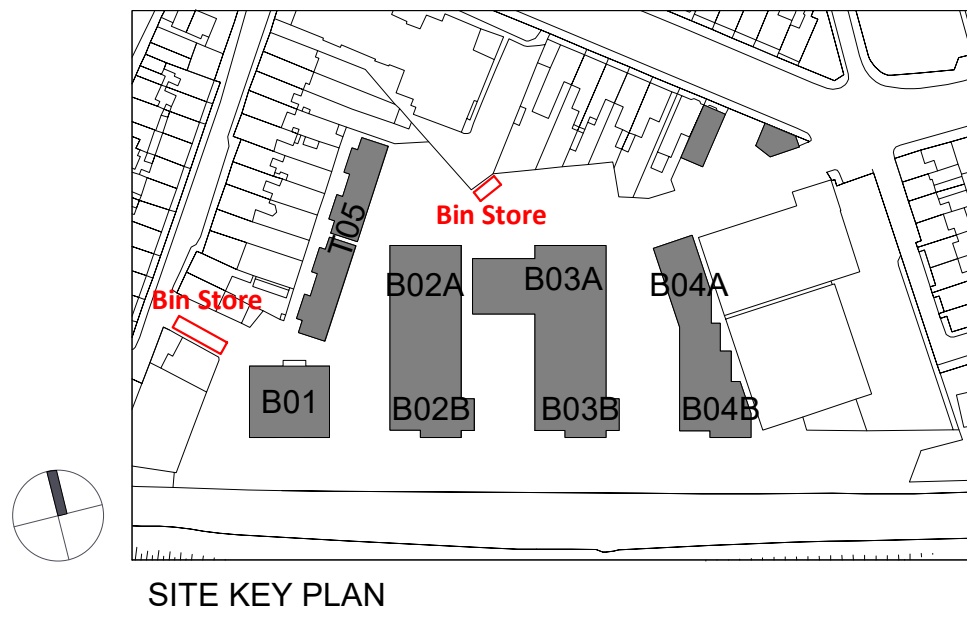 T05
Bin Store
B02A
B03A
B04A
Bin Store
B01
B02B
B03B
B04B
SITE KEY PLAN